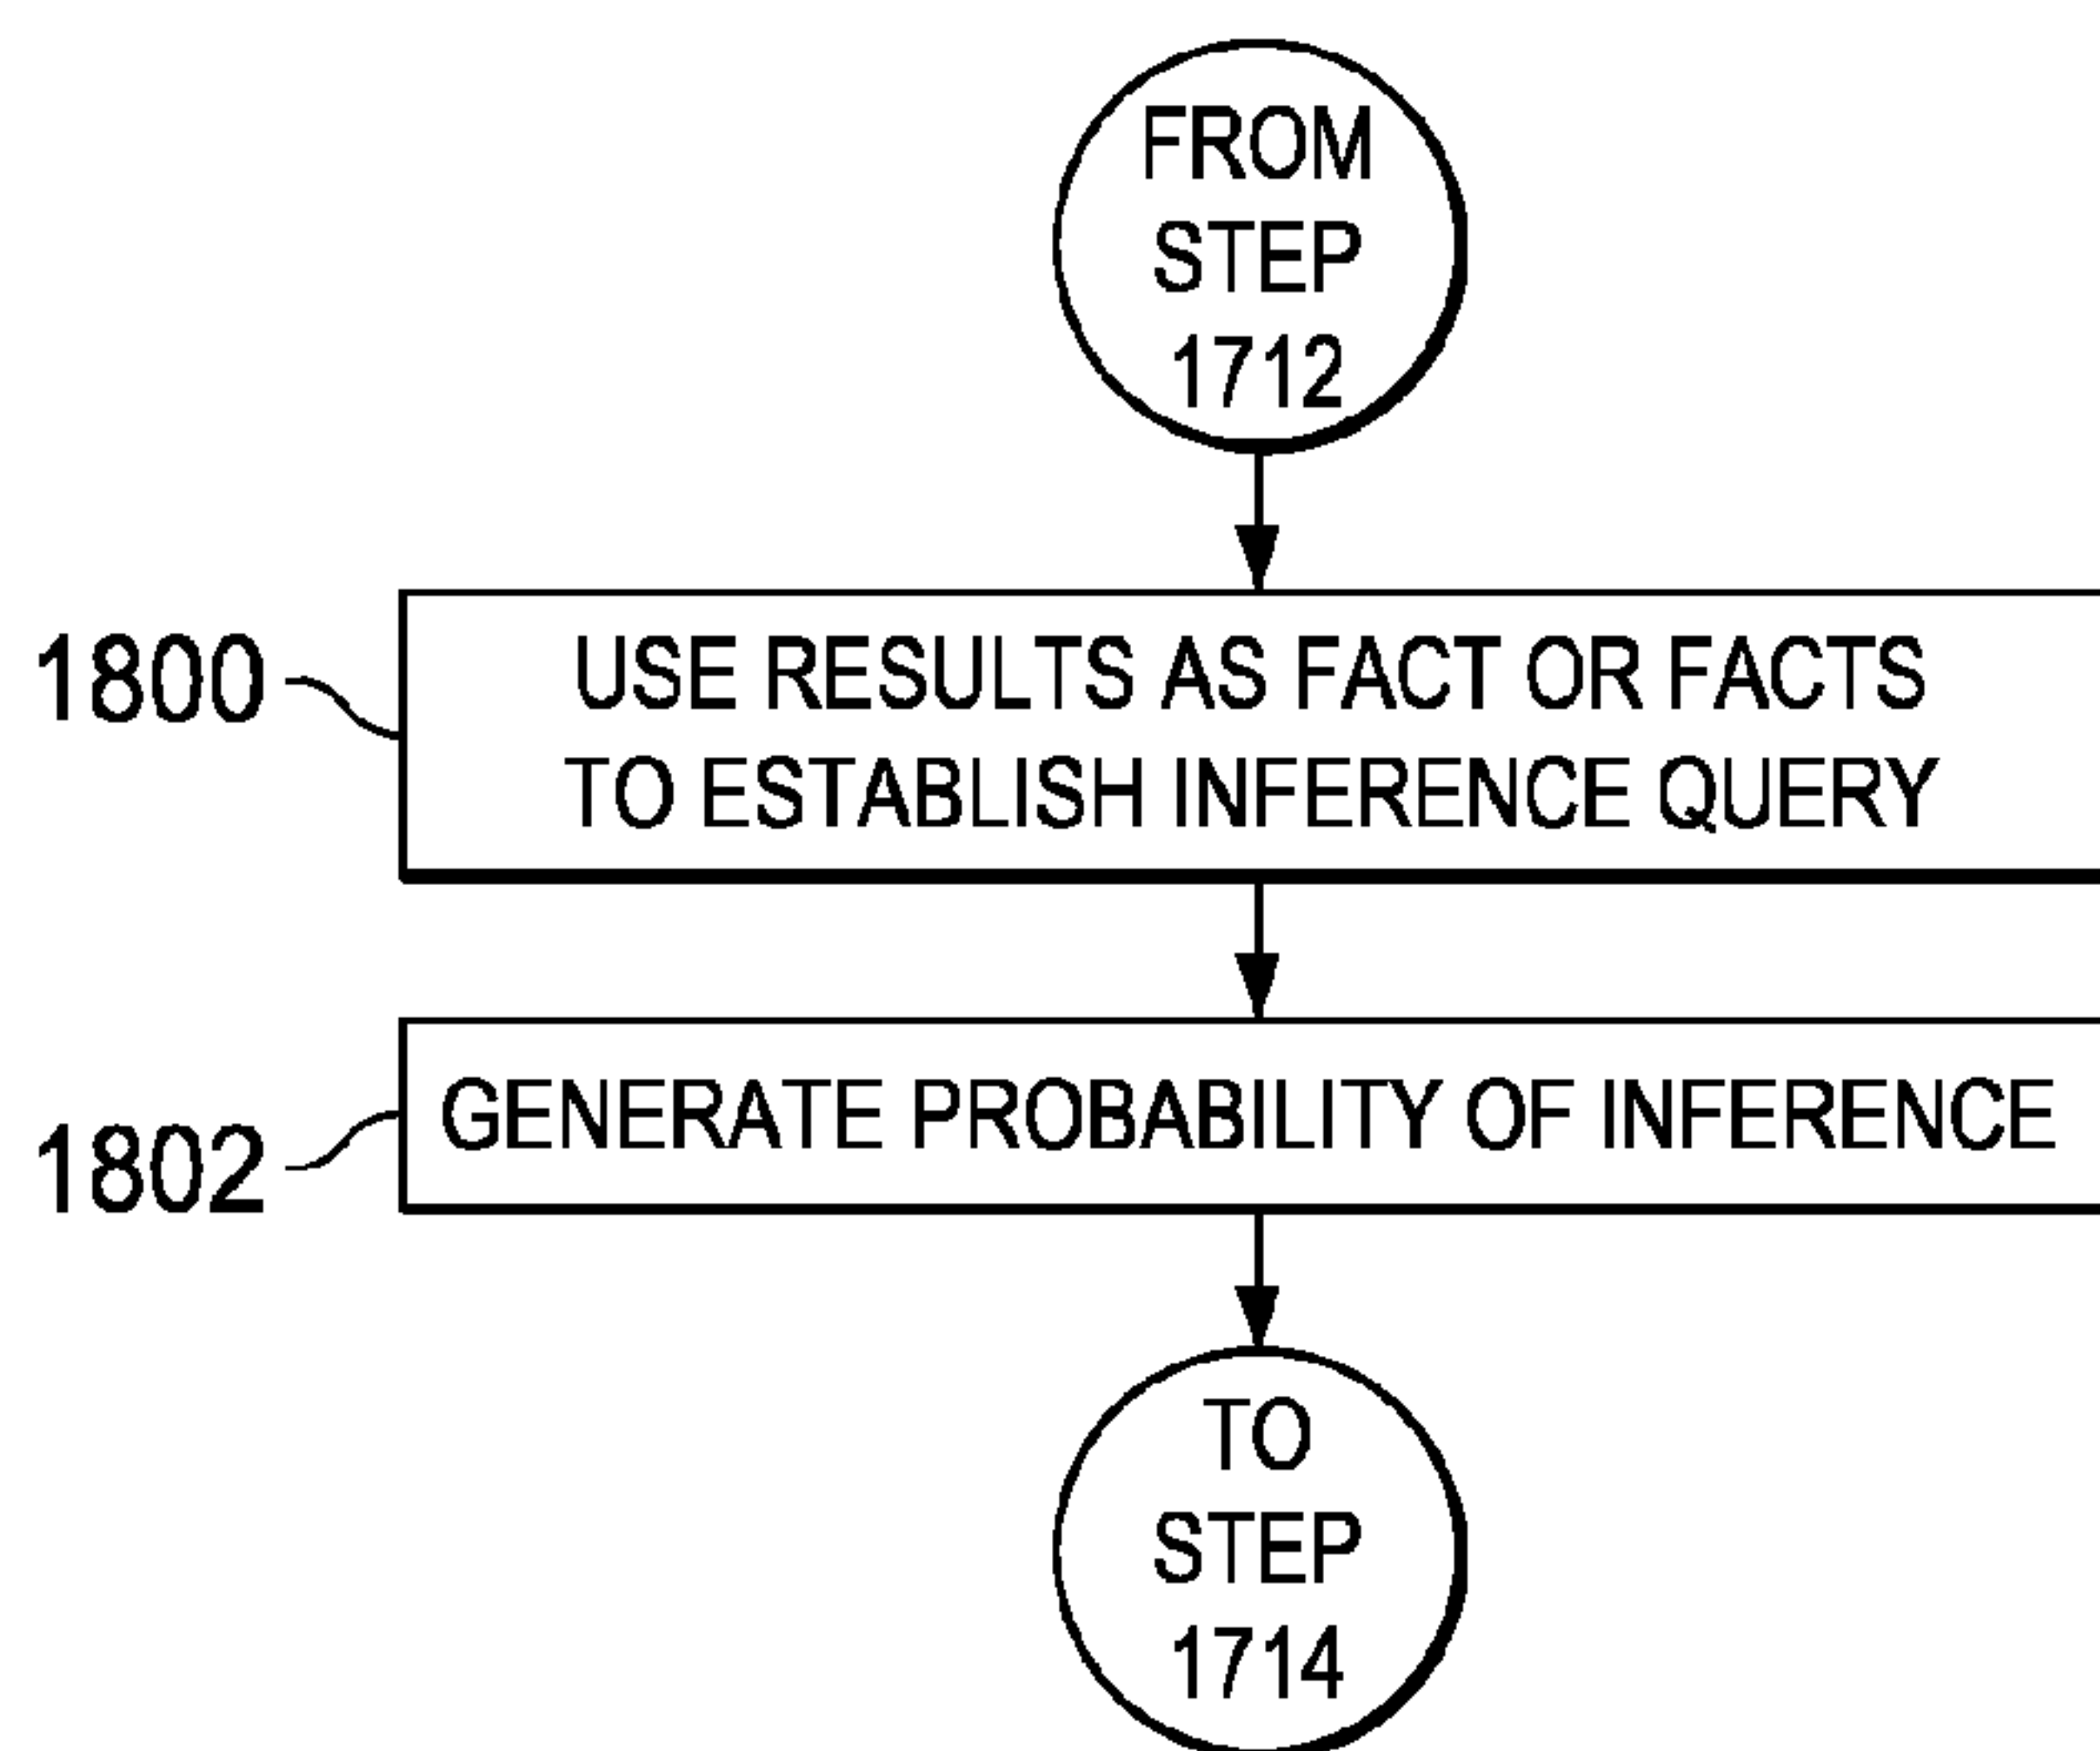 FROM
STEP
1712
1800
USE RESULTS AS FACT OR FACTS
TO ESTABLISH INFERENCE QUERY
1802
GENERATE PROBABILITY OF INFERENCE
TO
STEP
1714